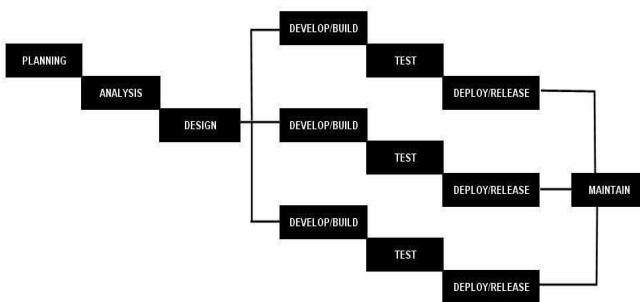 DEVELOP/BUILD
PLANNING
TEST
ANALYSIS
DEPLOY/RELEASE
DESIGN
DEVELOP/BUILD
TEST
DEPLOY/RELEASE
MAINTAIN
DEVELOP/BUILD
TEST
DEPLOY/RELEASE